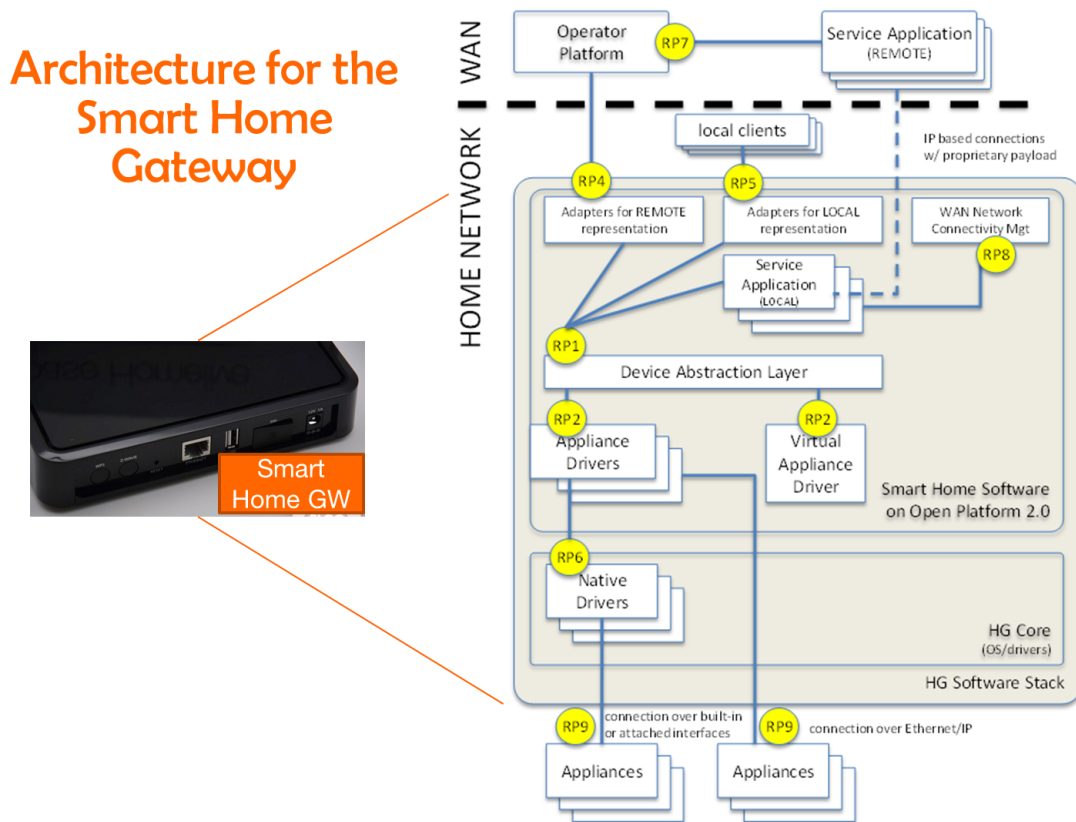 Architecture for the
Smart Home
Gateway
WAN
HOME NETWORK
Operator
Platform
RP7
Service Application
(REMOTE)
local clients
IP based connections
w/ proprietary payload
RP4
RP5
Adapters for REMOTE
representation
Adapters for LOCAL
representation
WAN Network
Connectivity Mgt
RP8
Service
Application
(LOCAL)
RP1
Device Abstraction Layer
RP2
RP2
Appliance
Drivers
Virtual
Appliance
Driver
Smart Home Software
on Open Platform 2.0
Smart
Home GW
RP6
Native
Drivers
HG Core
(OS/drivers)
HG Software Stack
RP9
connection over built-in
or attached interfaces
RP9
connection over Ethernet/IP
Appliances
Appliances